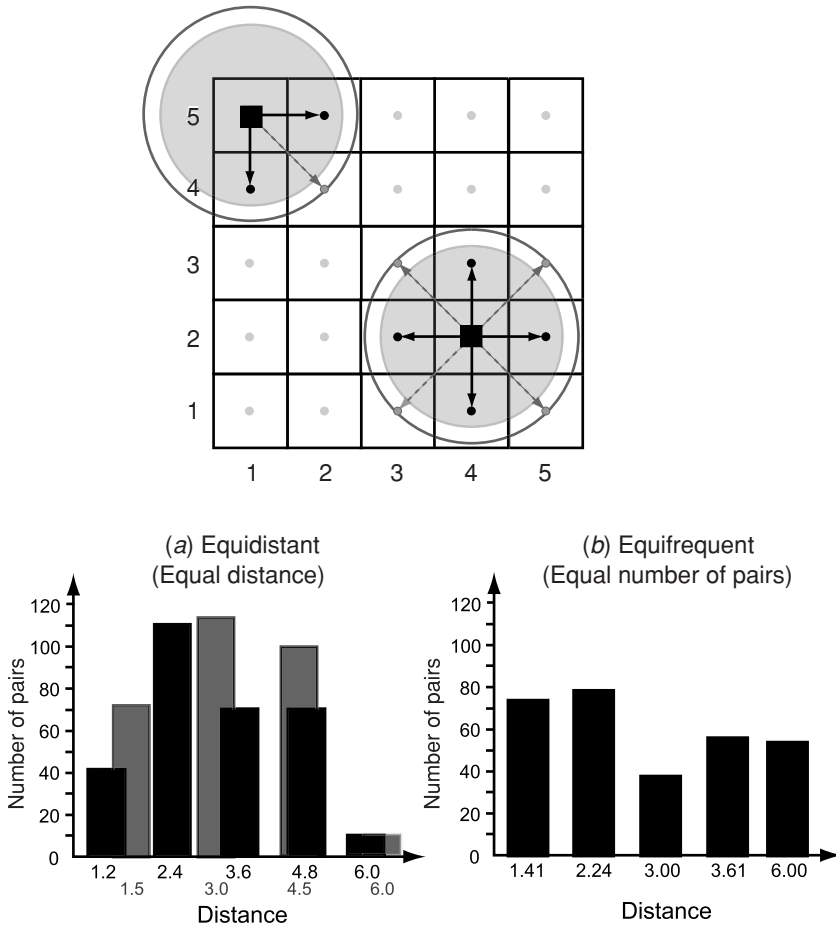 5
4
3
2
1
1 2 3 4 5
(a) Equidistant
(Equal distance)
Number of pairs
120
100
80
60
40
20
0
1.2 2.4 3.6 4.8 6.0
1.5 3.0 4.5 6.0
Distance
(b) Equifrequent
(Equal number of pairs)
Number of pairs
120
100
80
60
40
20
0
1.41 2.24 3.00 3.61 6.00
Distance